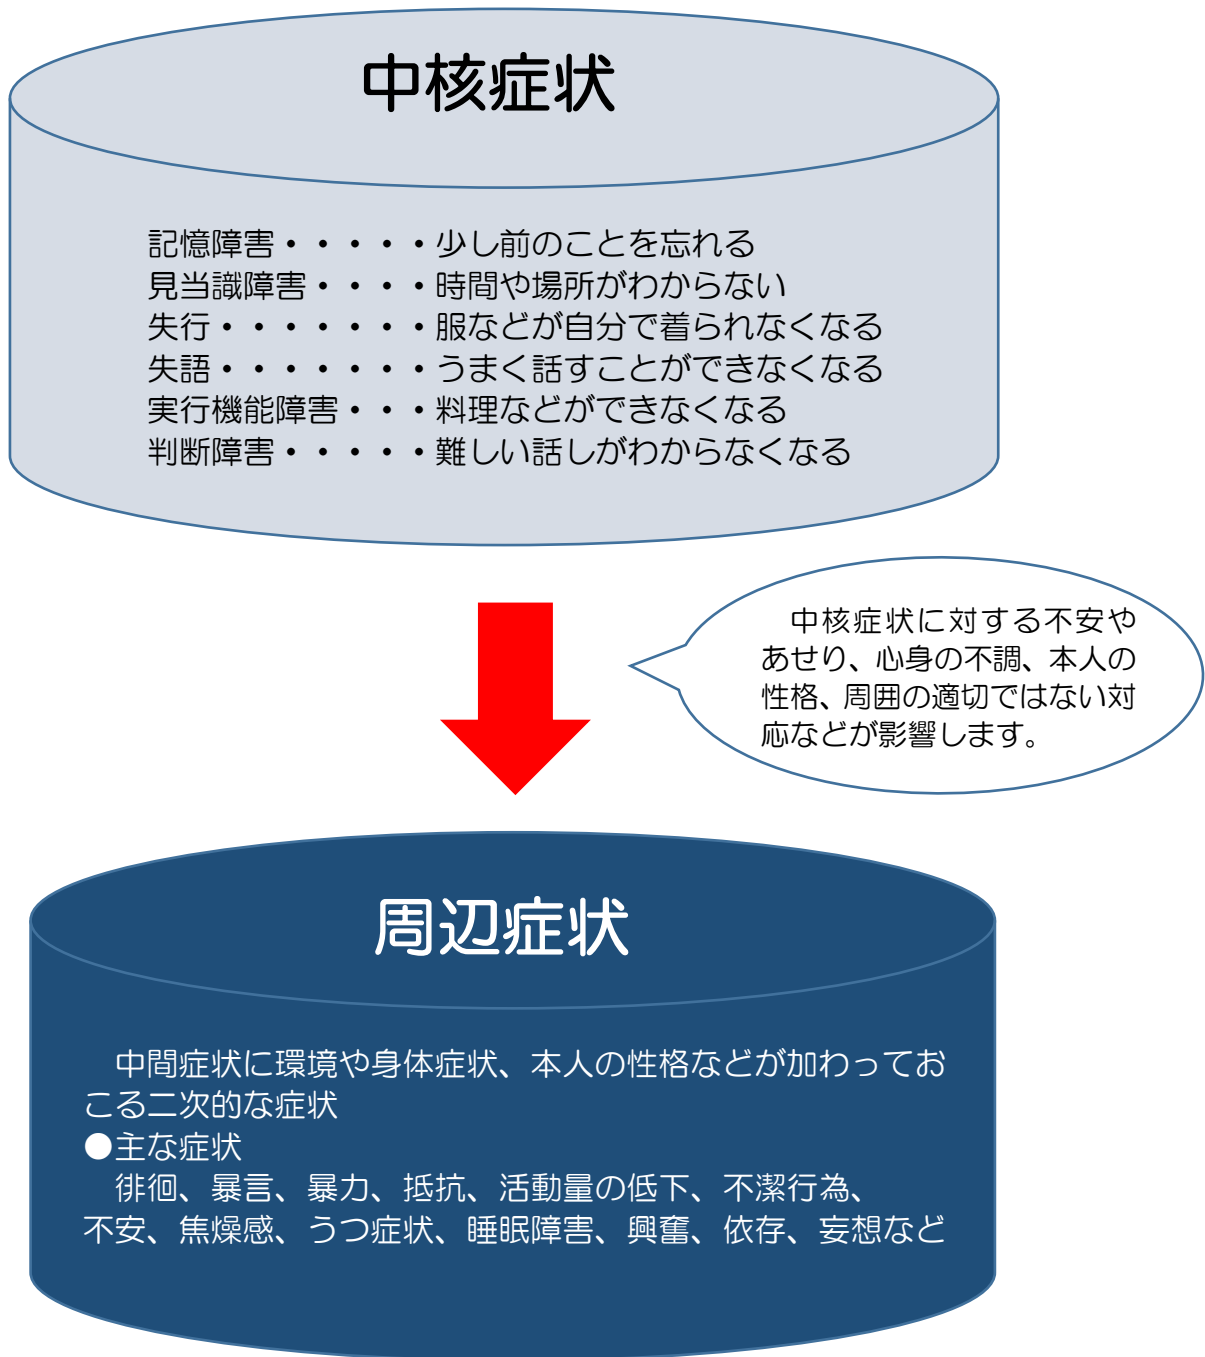 中核症状
記憶障害・・・・・少し前のことを忘れる
見当識障害・・・・時間や場所がわからない
失行・・・・・・・服などが自分で着られなくなる
失語・・・・・・・うまく話すことができなくなる
実行機能障害・・・料理などができなくなる
判断障害・・・・・難しい話しがわからなくなる
中核症状に対する不安や
あせり、心身の不調、本人の
性格、周囲の適切ではない対
応などが影響します。
周辺症状
中間症状に環境や身体症状、本人の性格などが加わってお
こる二次的な症状
●主な症状
徘徊、暴言、暴力、抵抗、活動量の低下、不潔行為、
不安、焦燥感、うつ症状、睡眠障害、興奮、依存、妄想など